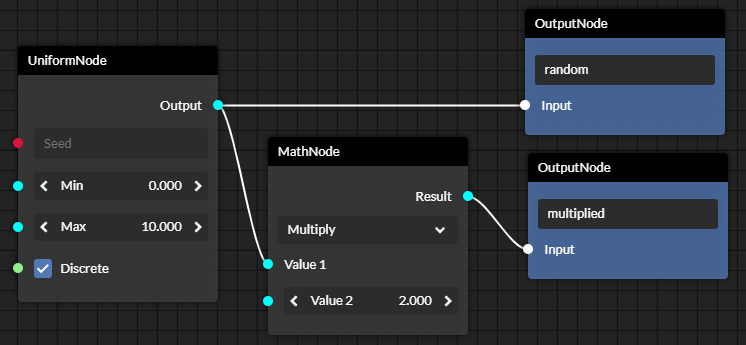 UniformNode
Output
Seed
Min 0.000
Max 10.000
Discrete
MathNode
Result
Multiply
Value 1
Value 2 2.000
OutputNode
random
Input
OutputNode
multiplied
Input